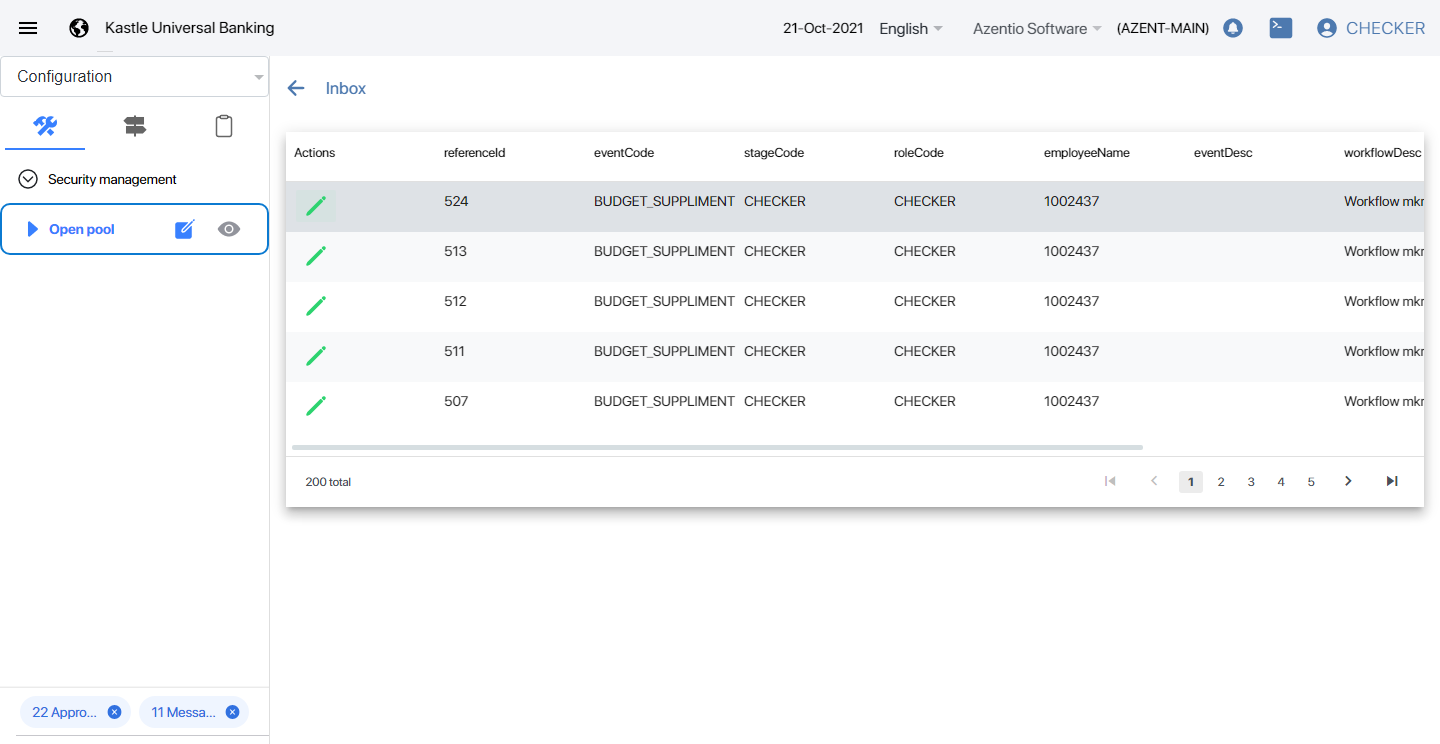 Kastle Universal Banking
21-Oct-2021 English Azentio Software (AZENT-MAIN) CHECKER
Configuration
Security management
Open pool
22 Appro...
11 Messa...
Inbox
Actions referenceId eventCode stageCode roleCode employeeName eventDesc workflowDesc
524 BUDGET_SUPPLIMENT CHECKER CHECKER 1002437 Workflow mkr
513 BUDGET_SUPPLIMENT CHECKER CHECKER 1002437 Workflow mkr
512 BUDGET_SUPPLIMENT CHECKER CHECKER 1002437 Workflow mkr
511 BUDGET_SUPPLIMENT CHECKER CHECKER 1002437 Workflow mkr
507 BUDGET_SUPPLIMENT CHECKER CHECKER 1002437 Workflow mkr
200 total 1 2 3 4 5